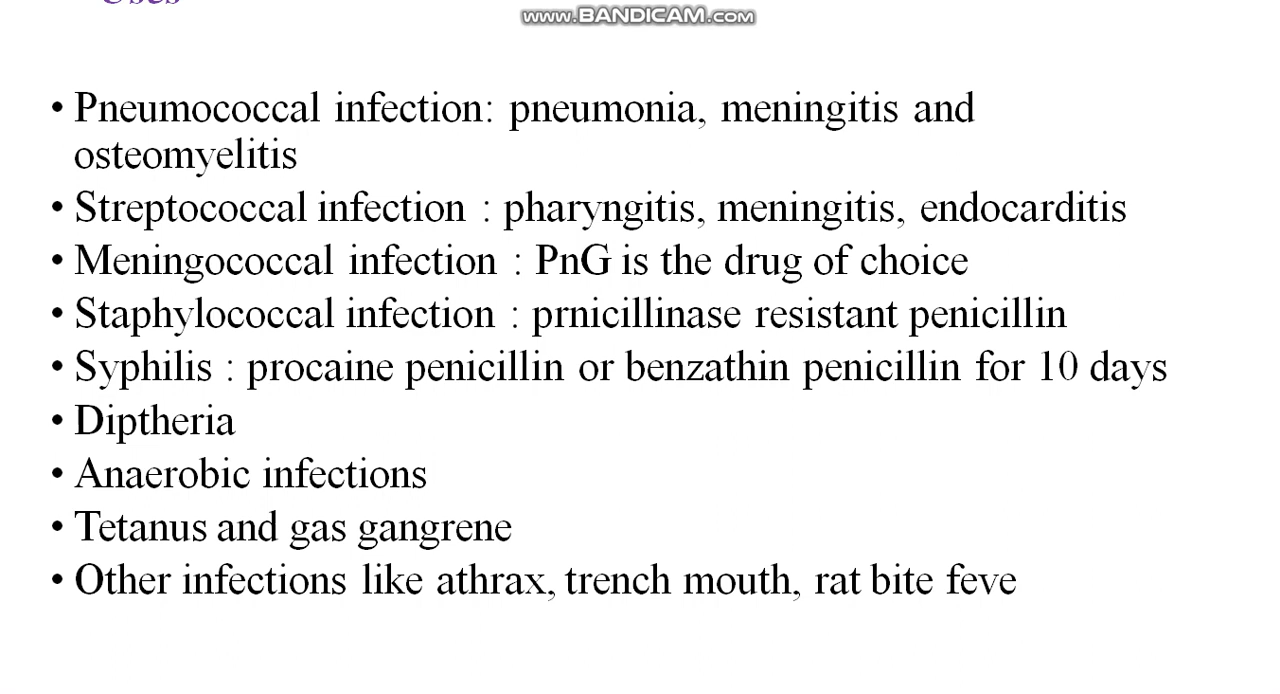 Uses
www.BANDICAM.com
• Pneumococcal infection: pneumonia, meningitis and
osteomyelitis
• Streptococcal infection : pharyngitis, meningitis, endocarditis
• Meningococcal infection : PnG is the drug of choice
• Staphylococcal infection : prnicillinase resistant penicillin
• Syphilis : procaine penicillin or benzathin penicillin for 10 days
• Diptheria
• Anaerobic infections
• Tetanus and gas gangrene
• Other infections like athrax, trench mouth, rat bite feve